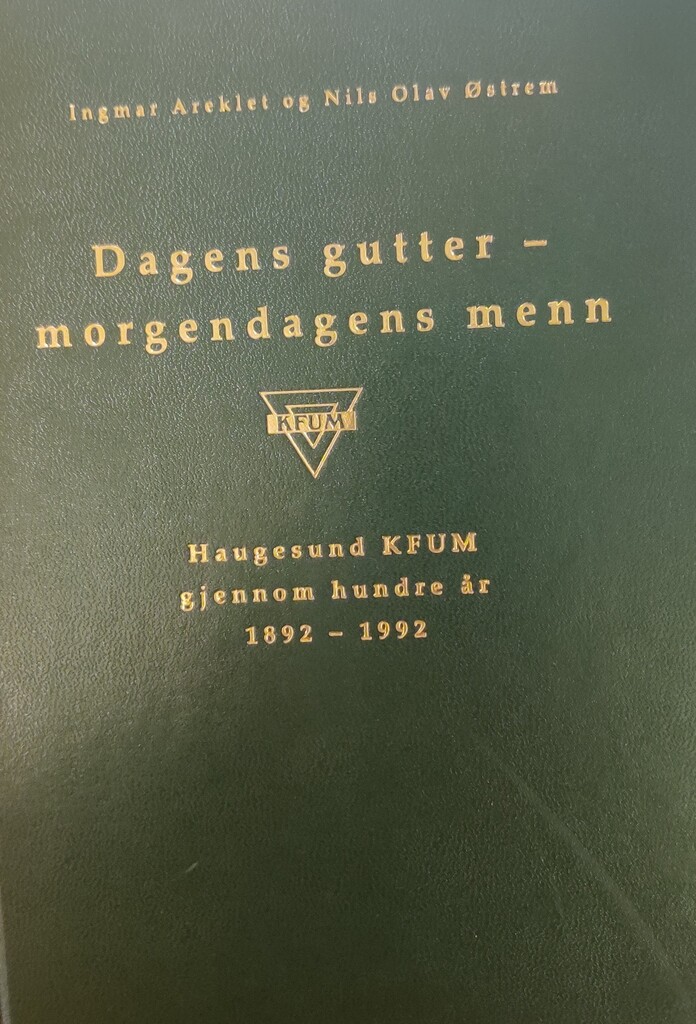 Ingmar Areklet og Nils Olav Østrem
Dagens gutter –
morgendagens menn
KFUM
Haugesund KFUM
gjennom hundre år
1892 – 1992